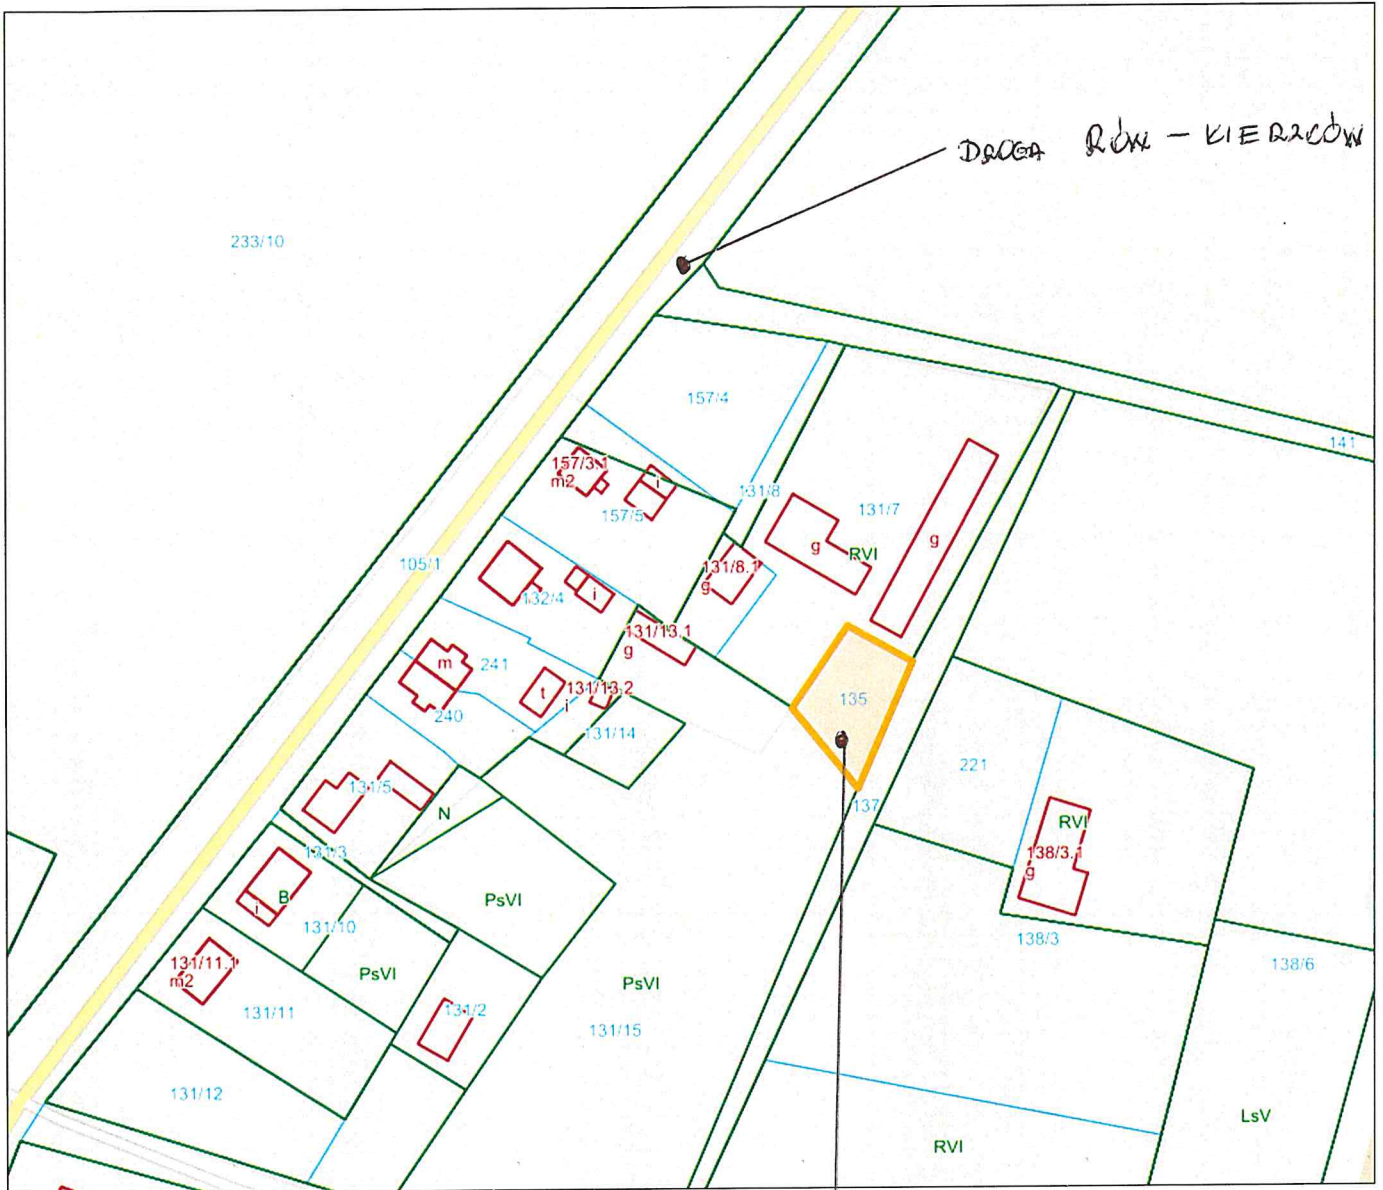 DROGA RÓW - KIERZKÓW
233/10
157/4
141
157/3.1
m2
i
131/8
131/7
157/5
g
g
RVI
105/1
131/8.1
g
132/4
i
131/13.1
g
m
241
t
131/13.2
i
135
240
131/14
221
131/5
137
N
RVI
131/3
138/3.1
g
B
i
PsVI
131/10
138/3
131/11.1
m2
PsVI
138/6
PsVI
131/11
131/2
131/15
131/12
LsV
RVI